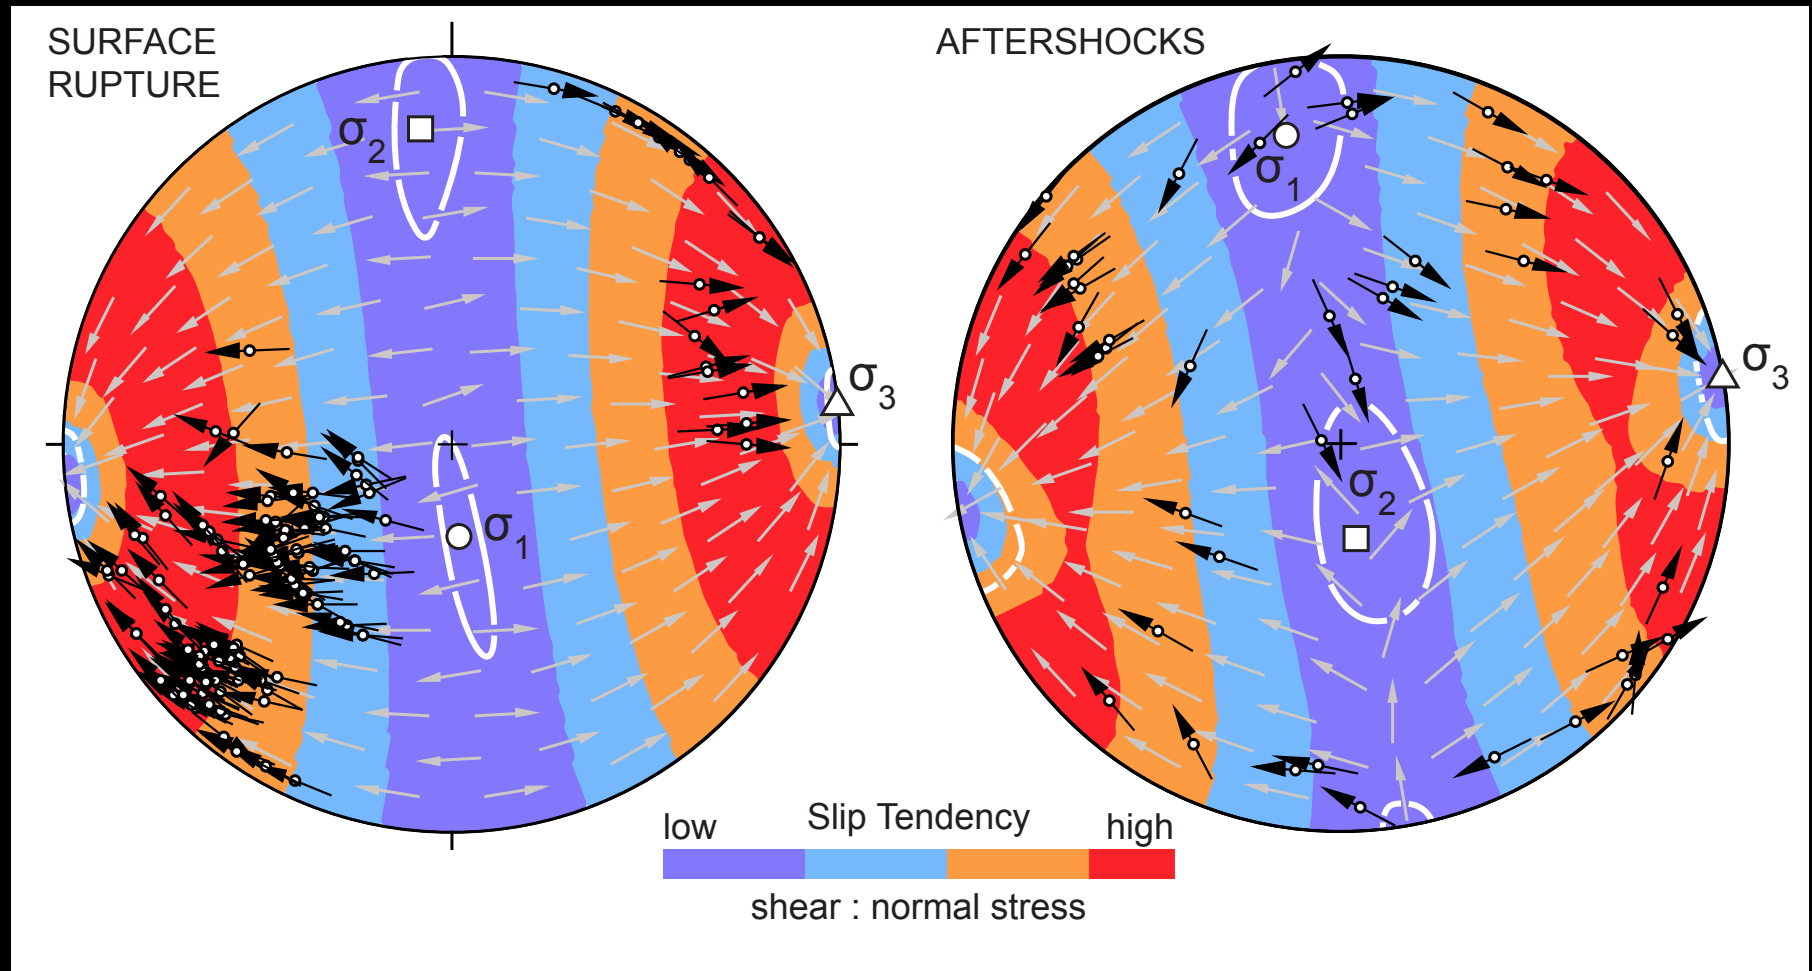 SURFACE
RUPTURE
AFTERSHOCKS
σ2
σ1
σ3
σ1
σ3
σ2
low
Slip Tendency
high
shear : normal stress